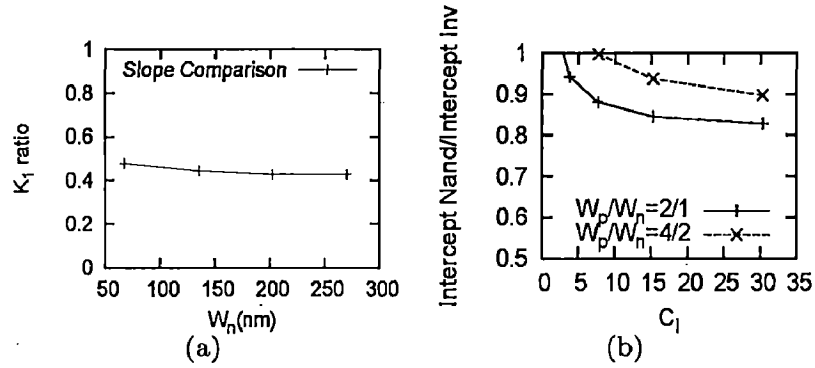 1
0.8
0.6
0.4
0.2
0
K1 ratio
Slope Comparison
50 100 150 200 250 300
Wn(nm)
(a)
Intercept Nand/Intercept Inv
1
0.9
0.8
0.7
0.6
0.5
Wp/Wn=2/1
Wp/Wn=4/2
0 5 10 15 20 25 30 35
Cl
(b)